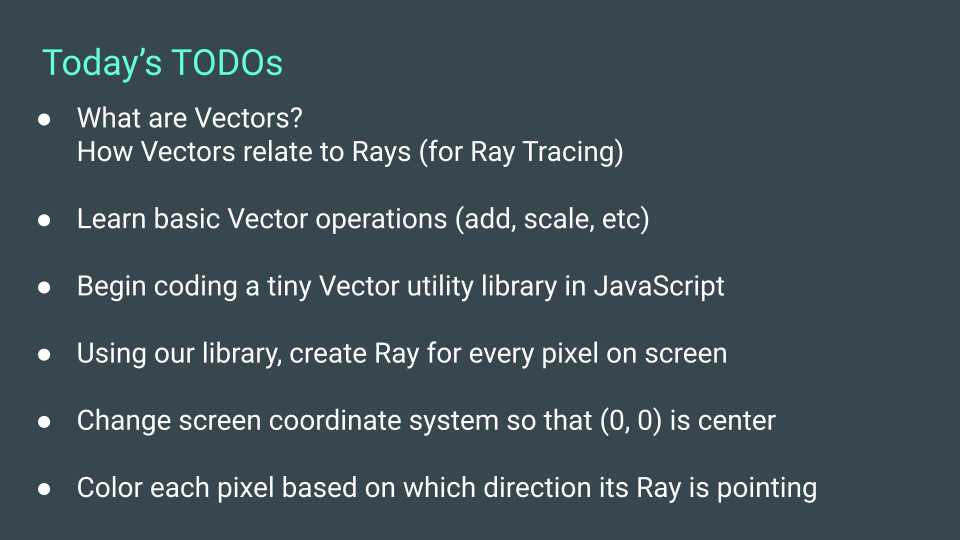 Today’s TODOs
● What are Vectors?
How Vectors relate to Rays (for Ray Tracing)
● Learn basic Vector operations (add, scale, etc)
● Begin coding a tiny Vector utility library in JavaScript
● Using our library, create Ray for every pixel on screen
● Change screen coordinate system so that (0, 0) is center
● Color each pixel based on which direction its Ray is pointing